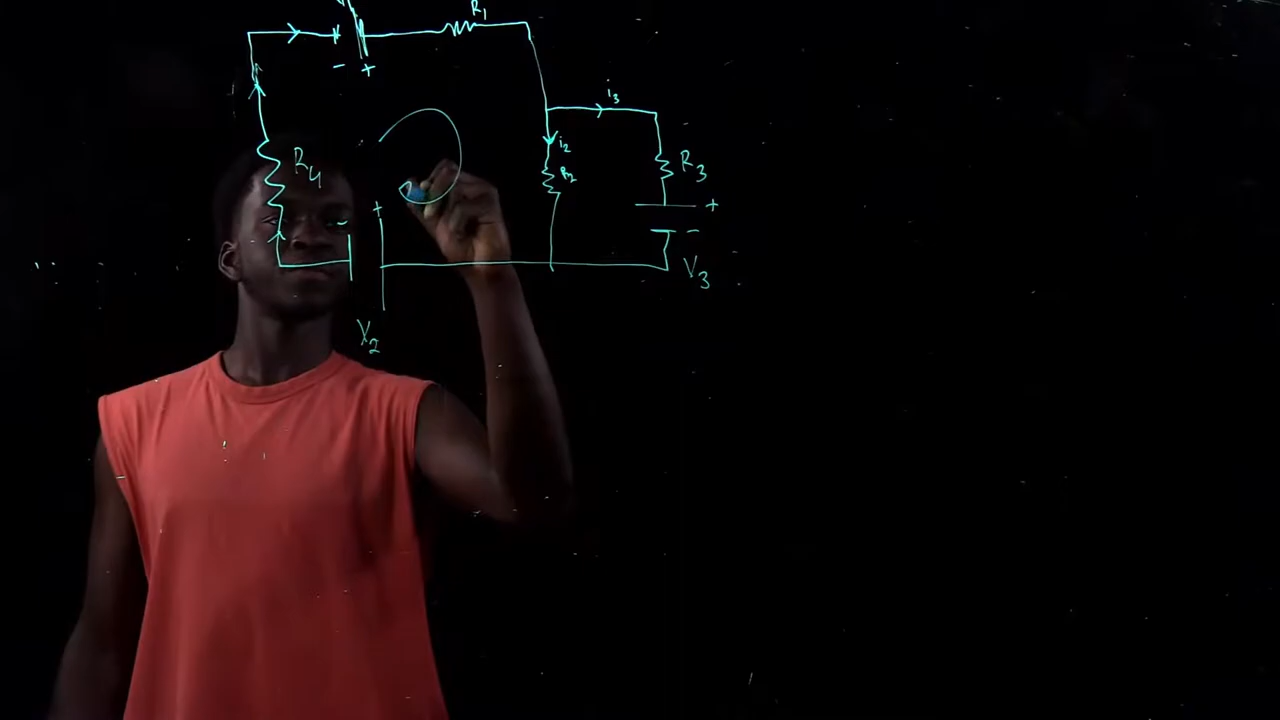 R1
- +
i3
i2
R4
R2
R3
+ -
+
-
V3
V2